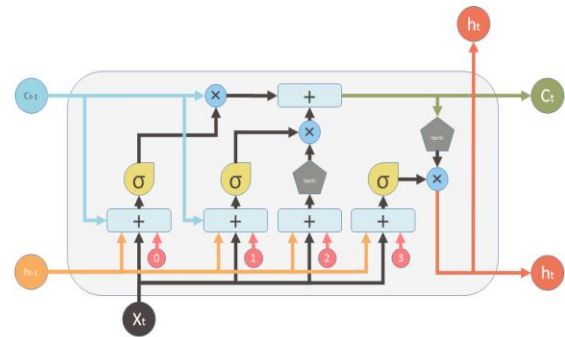 hₜ
Cₜ₋₁
×
+
Cₜ
×
tanh
σ
σ
tanh
σ
×
+
+
+
+
0
1
2
3
hₜ₋₁
hₜ
Xₜ